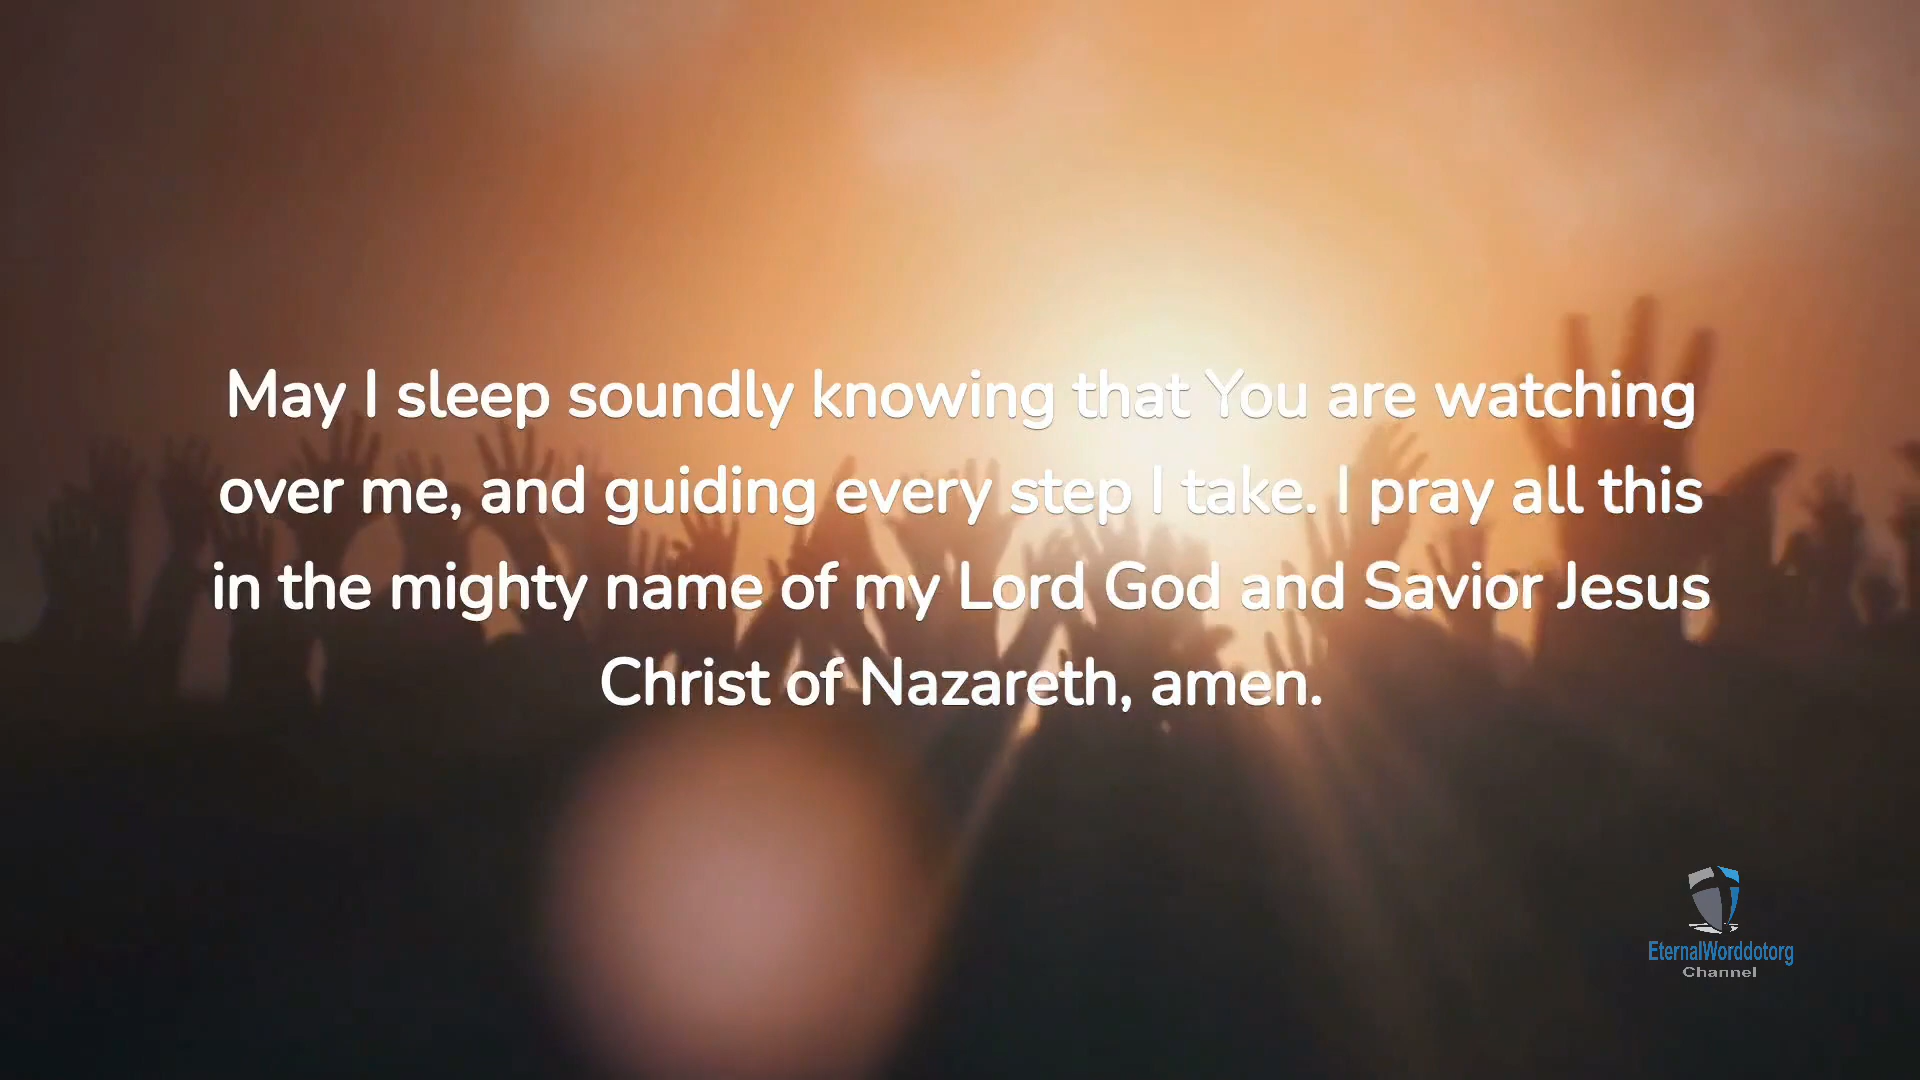 May I sleep soundly knowing that You are watching
over me, and guiding every step I take. I pray all this
in the mighty name of my Lord God and Savior Jesus
Christ of Nazareth, amen.
EternalWorddotorg
Channel